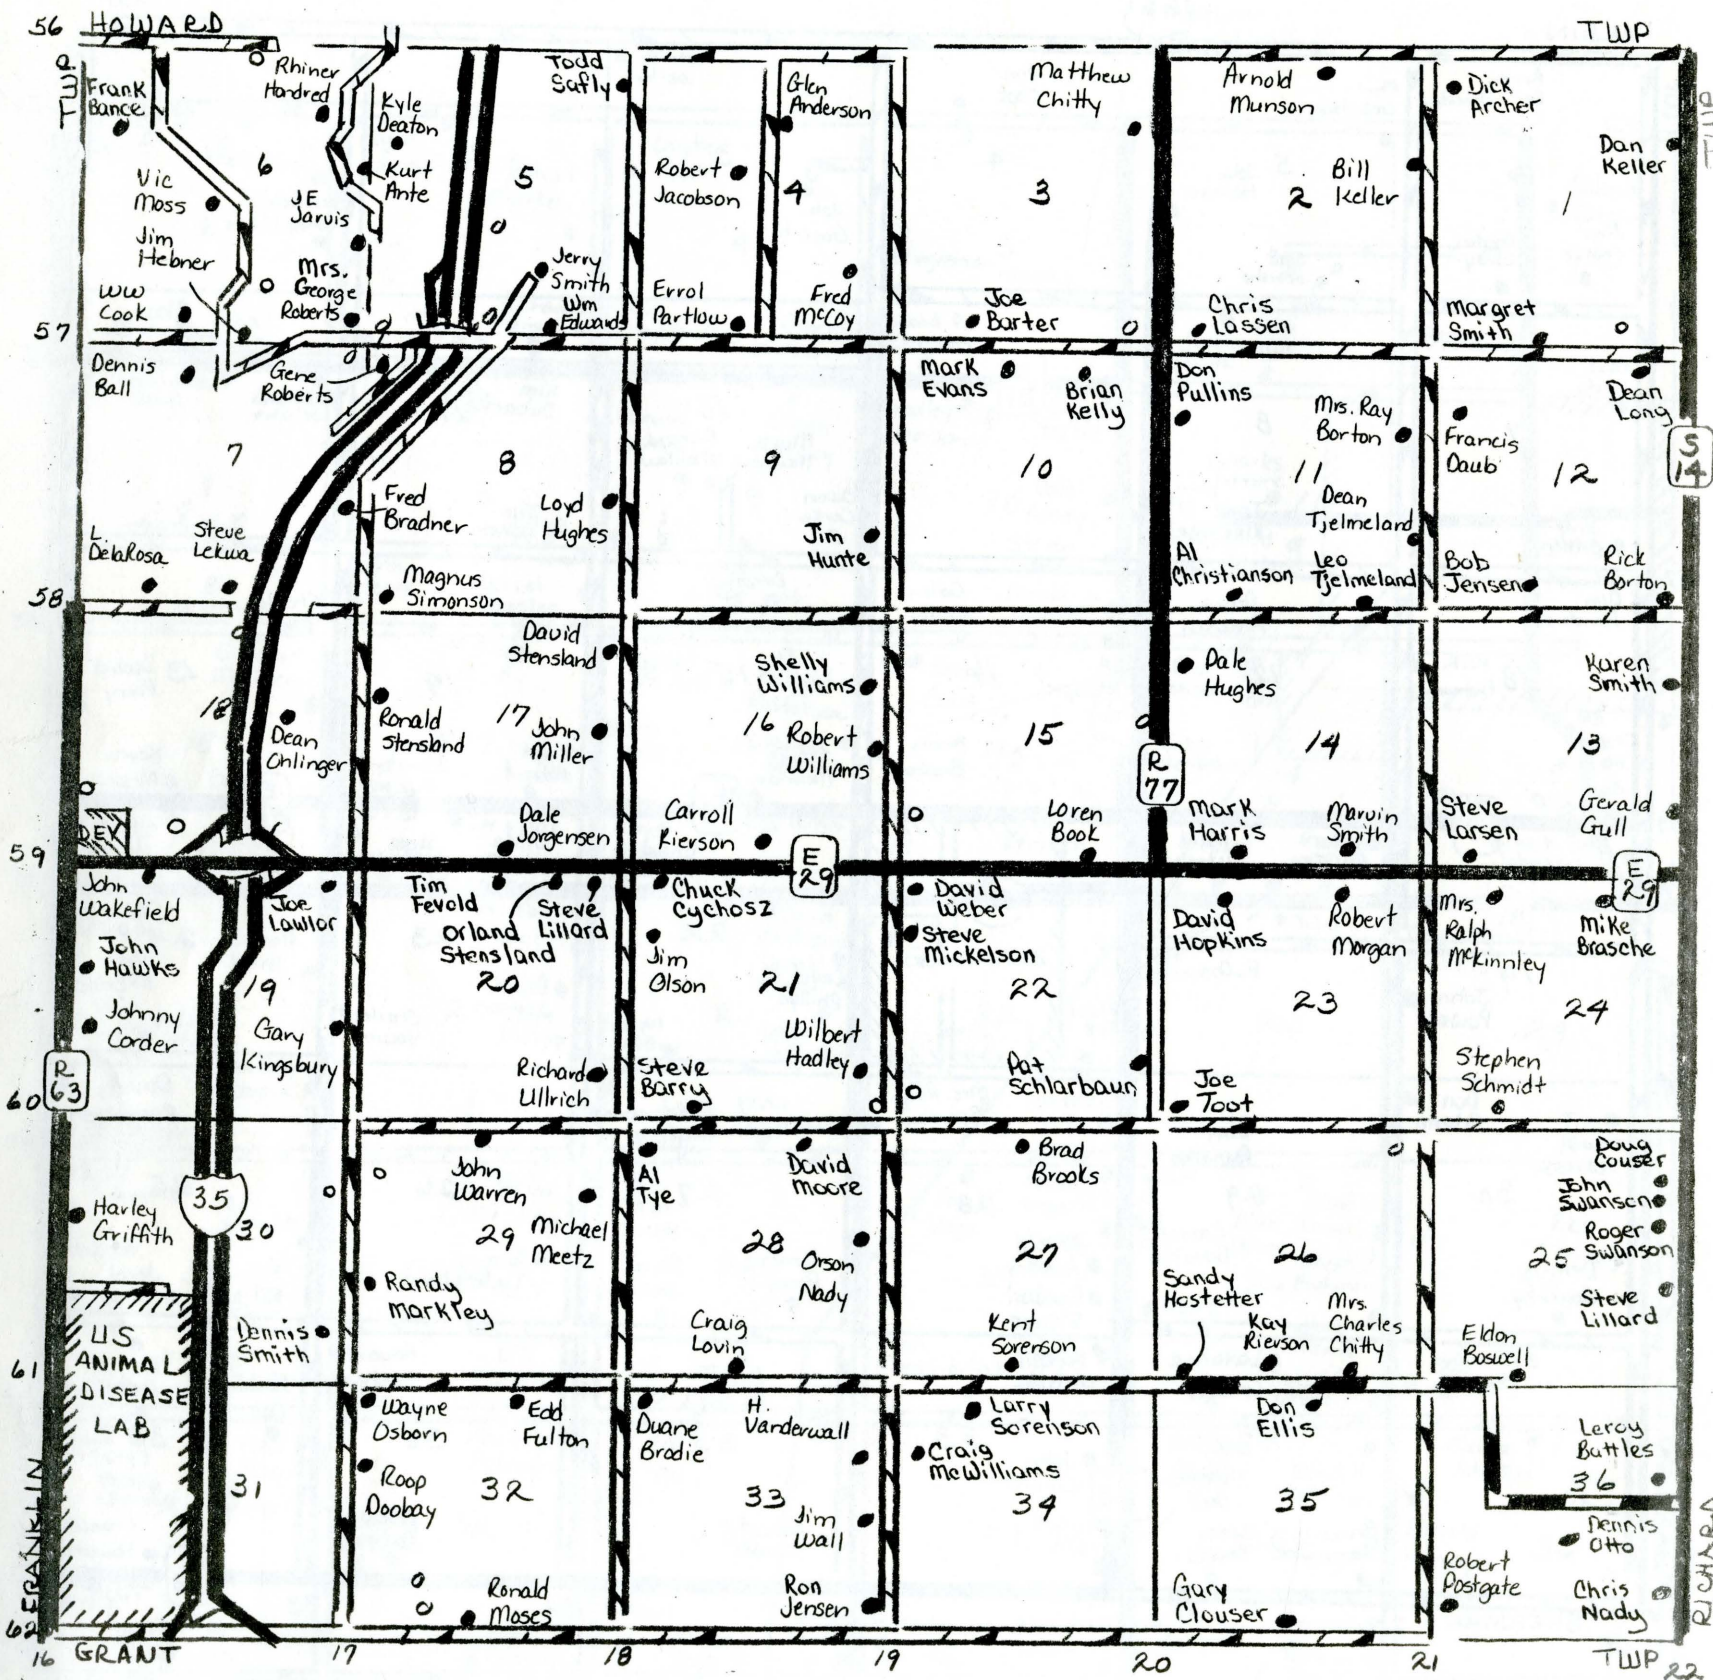 56 HOWARD
TWP
Frank
Bance
Rhiner
Handred
Kyle
Deaton
Kurt
Ante
Vic
Moss
6
JE
Jarvis
Jim
Hebner
Mrs.
George
Roberts
WW
Cook
5
Todd
Safly
Jerry
Smith
Wm
Edwards
Glen
Anderson
Robert
Jacobson
4
Errol
Partlow
Fred
McCoy
Matthew
Chitty
3
Joe
Barter
Arnold
Munson
Bill
Keller
2
Chris
Lassen
Dick
Archer
Dan
Keller
1
Margret
Smith
TWP
57
Dennis
Ball
Gene
Roberts
7
L.
DelaRosa
Steve
Lekwa
8
Fred
Bradner
Loyd
Hughes
Magnus
Simonson
9
Jim
Hunte
Mark
Evans
Brian
Kelly
10
Don
Pullins
Mrs. Ray
Borton
11
Dean
Tjelmeland
Al
Christianson
Leo
Tjelmeland
Francis
Daub
Dean
Long
12
S
14
Bob
Jensen
Rick
Borton
58
18
Dean
Ohlinger
DEV
David
Stensland
Ronald
Stensland
17
John
Miller
Dale
Jorgensen
Shelly
Williams
16
Robert
Williams
Carroll
Rierson
15
Loren
Book
R
77
Dale
Hughes
14
Mark
Harris
Marvin
Smith
Karen
Smith
13
Steve
Larsen
Gerald
Gull
59
E
29
E
29
John
Wakefield
Joe
Lawlor
John
Hawks
19
Johnny
Corder
Gary
Kingsbury
R
63
Tim
Fevold
Orland
Stensland
Steve
Lillard
20
Richard
Ullrich
Chuck
Cychosz
Jim
Olson
21
Wilbert
Hadley
Steve
Barry
David
Weber
Steve
Mickelson
22
Pat
Schlarbaun
David
Hopkins
Robert
Morgan
23
Joe
Toot
Mrs.
Ralph
McKinnley
Mike
Brasche
24
Stephen
Schmidt
60
Harley
Griffith
35
30
Dennis
Smith
John
Warren
29
Michael
Meetz
Randy
Markley
Al
Tye
David
Moore
28
Orson
Nady
Craig
Lovin
Brad
Brooks
27
Kent
Sorenson
26
Sandy
Hostetter
Kay
Rierson
Mrs.
Charles
Chitty
Doug
Couser
John
Swanson
Roger
Swanson
25
Steve
Lillard
Eldon
Boswell
61
US
ANIMAL
DISEASE
LAB
31
Wayne
Osborn
Edd
Fulton
Roop
Doobay
32
Ronald
Moses
Duane
Brodie
H.
Vanderwall
33
Jim
Wall
Ron
Jensen
Larry
Sorenson
Craig
McWilliams
34
Don
Ellis
35
Gary
Clouser
Leroy
Battles
36
Dennis
Otto
Robert
Postgate
Chris
Nady
FRANKLIN
RICHARD
62
GRANT
TWP
16
17
18
19
20
21
22